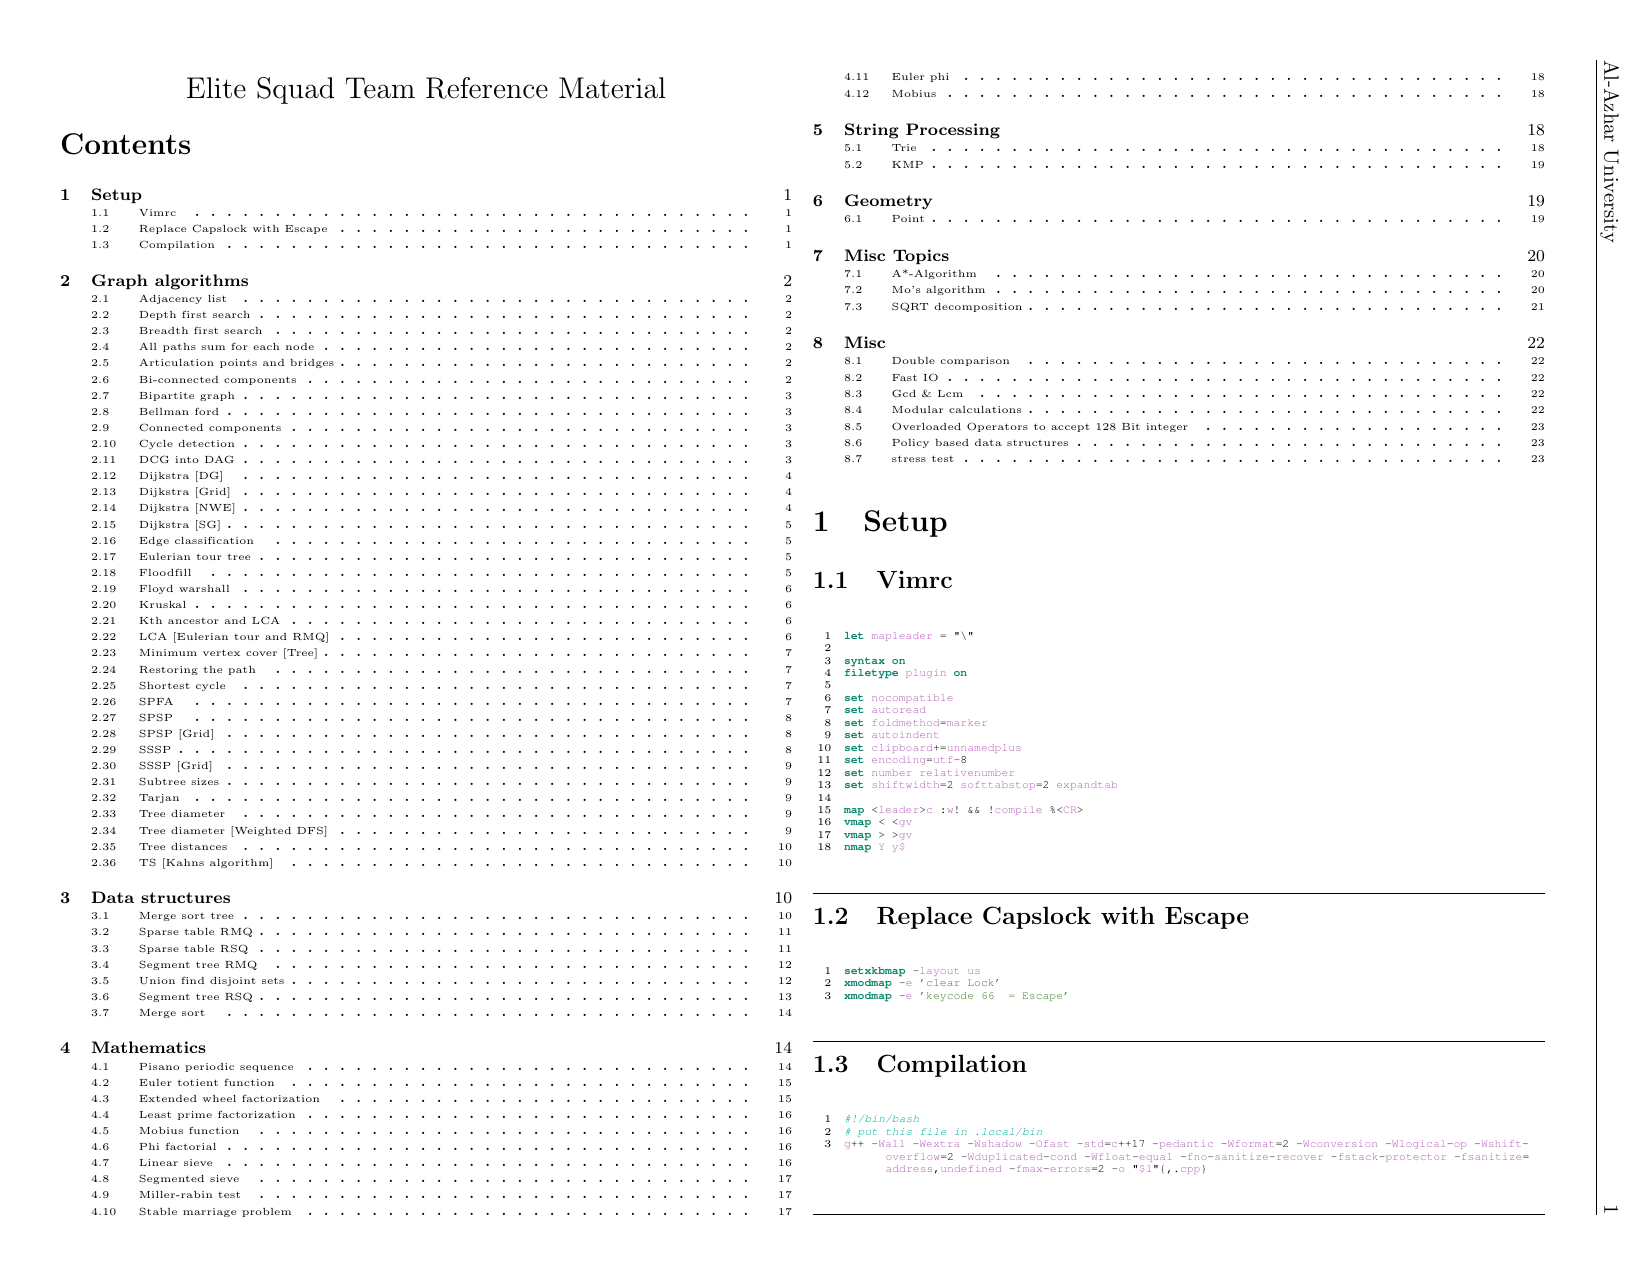 Elite Squad Team Reference Material
Contents
1 Setup 1
1.1 Vimrc 1
1.2 Replace Capslock with Escape 1
1.3 Compilation 1
2 Graph algorithms 2
2.1 Adjacency list 2
2.2 Depth first search 2
2.3 Breadth first search 2
2.4 All paths sum for each node 2
2.5 Articulation points and bridges 2
2.6 Bi-connected components 2
2.7 Bipartite graph 3
2.8 Bellman ford 3
2.9 Connected components 3
2.10 Cycle detection 3
2.11 DCG into DAG 3
2.12 Dijkstra [DG] 4
2.13 Dijkstra [Grid] 4
2.14 Dijkstra [NWE] 4
2.15 Dijkstra [SG] 5
2.16 Edge classification 5
2.17 Eulerian tour tree 5
2.18 Floodfill 5
2.19 Floyd warshall 6
2.20 Kruskal 6
2.21 Kth ancestor and LCA 6
2.22 LCA [Eulerian tour and RMQ] 6
2.23 Minimum vertex cover [Tree] 7
2.24 Restoring the path 7
2.25 Shortest cycle 7
2.26 SPFA 7
2.27 SPSP 8
2.28 SPSP [Grid] 8
2.29 SSSP 8
2.30 SSSP [Grid] 9
2.31 Subtree sizes 9
2.32 Tarjan 9
2.33 Tree diameter 9
2.34 Tree diameter [Weighted DFS] 9
2.35 Tree distances 10
2.36 TS [Kahns algorithm] 10
3 Data structures 10
3.1 Merge sort tree 10
3.2 Sparse table RMQ 11
3.3 Sparse table RSQ 11
3.4 Segment tree RMQ 12
3.5 Union find disjoint sets 12
3.6 Segment tree RSQ 13
3.7 Merge sort 14
4 Mathematics 14
4.1 Pisano periodic sequence 14
4.2 Euler totient function 15
4.3 Extended wheel factorization 15
4.4 Least prime factorization 16
4.5 Mobius function 16
4.6 Phi factorial 16
4.7 Linear sieve 16
4.8 Segmented sieve 17
4.9 Miller-rabin test 17
4.10 Stable marriage problem 17
4.11 Euler phi 18
4.12 Mobius 18
5 String Processing 18
5.1 Trie 18
5.2 KMP 19
6 Geometry 19
6.1 Point 19
7 Misc Topics 20
7.1 A*-Algorithm 20
7.2 Mo's algorithm 20
7.3 SQRT decomposition 21
8 Misc 22
8.1 Double comparison 22
8.2 Fast IO 22
8.3 Gcd & Lcm 22
8.4 Modular calculations 22
8.5 Overloaded Operators to accept 128 Bit integer 23
8.6 Policy based data structures 23
8.7 stress test 23
1 Setup
1.1 Vimrc
1 let mapleader = "\"
2
3 syntax on
4 filetype plugin on
5
6 set nocompatible
7 set autoread
8 set foldmethod=marker
9 set autoindent
10 set clipboard+=unnamedplus
11 set encoding=utf-8
12 set number relativenumber
13 set shiftwidth=2 softtabstop=2 expandtab
14
15 map <leader>c :w! && !compile %<CR>
16 vmap < <gv
17 vmap > >gv
18 nmap Y y$
1.2 Replace Capslock with Escape
1 setxkbmap -layout us
2 xmodmap -e 'clear Lock'
3 xmodmap -e 'keycode 66  = Escape'
1.3 Compilation
1 #!/bin/bash
2 # put this file in .local/bin
3 g++ -Wall -Wextra -Wshadow -Ofast -std=c++17 -pedantic -Wformat=2 -Wconversion -Wlogical-op -Wshift-
overflow=2 -Wduplicated-cond -Wfloat-equal -fno-sanitize-recover -fstack-protector -fsanitize=
address,undefined -fmax-errors=2 -o "$1"{,.cpp}
Al-Azhar University
1